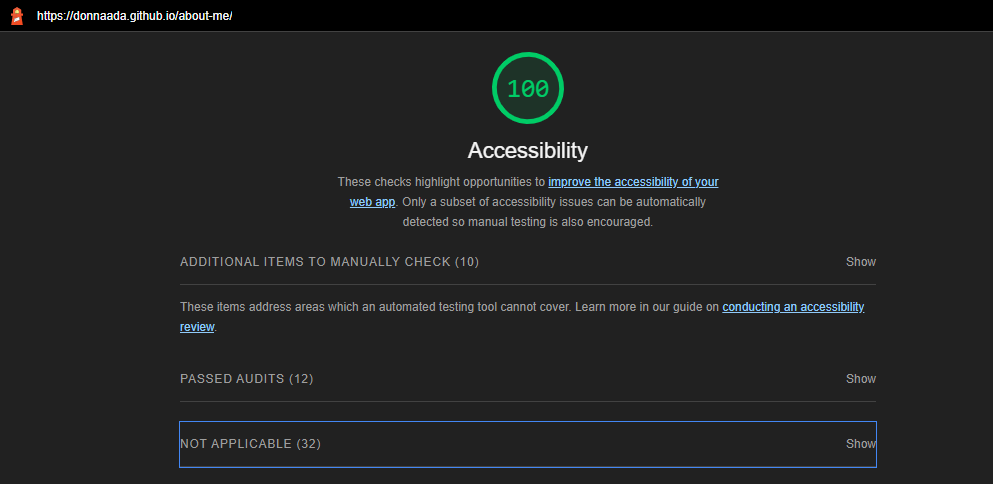 https://donnaada.github.io/about-me/
100
Accessibility
These checks highlight opportunities to improve the accessibility of your
web app. Only a subset of accessibility issues can be automatically
detected so manual testing is also encouraged.
ADDITIONAL ITEMS TO MANUALLY CHECK (10) Show
These items address areas which an automated testing tool cannot cover. Learn more in our guide on conducting an accessibility
review.
PASSED AUDITS (12) Show
NOT APPLICABLE (32) Show